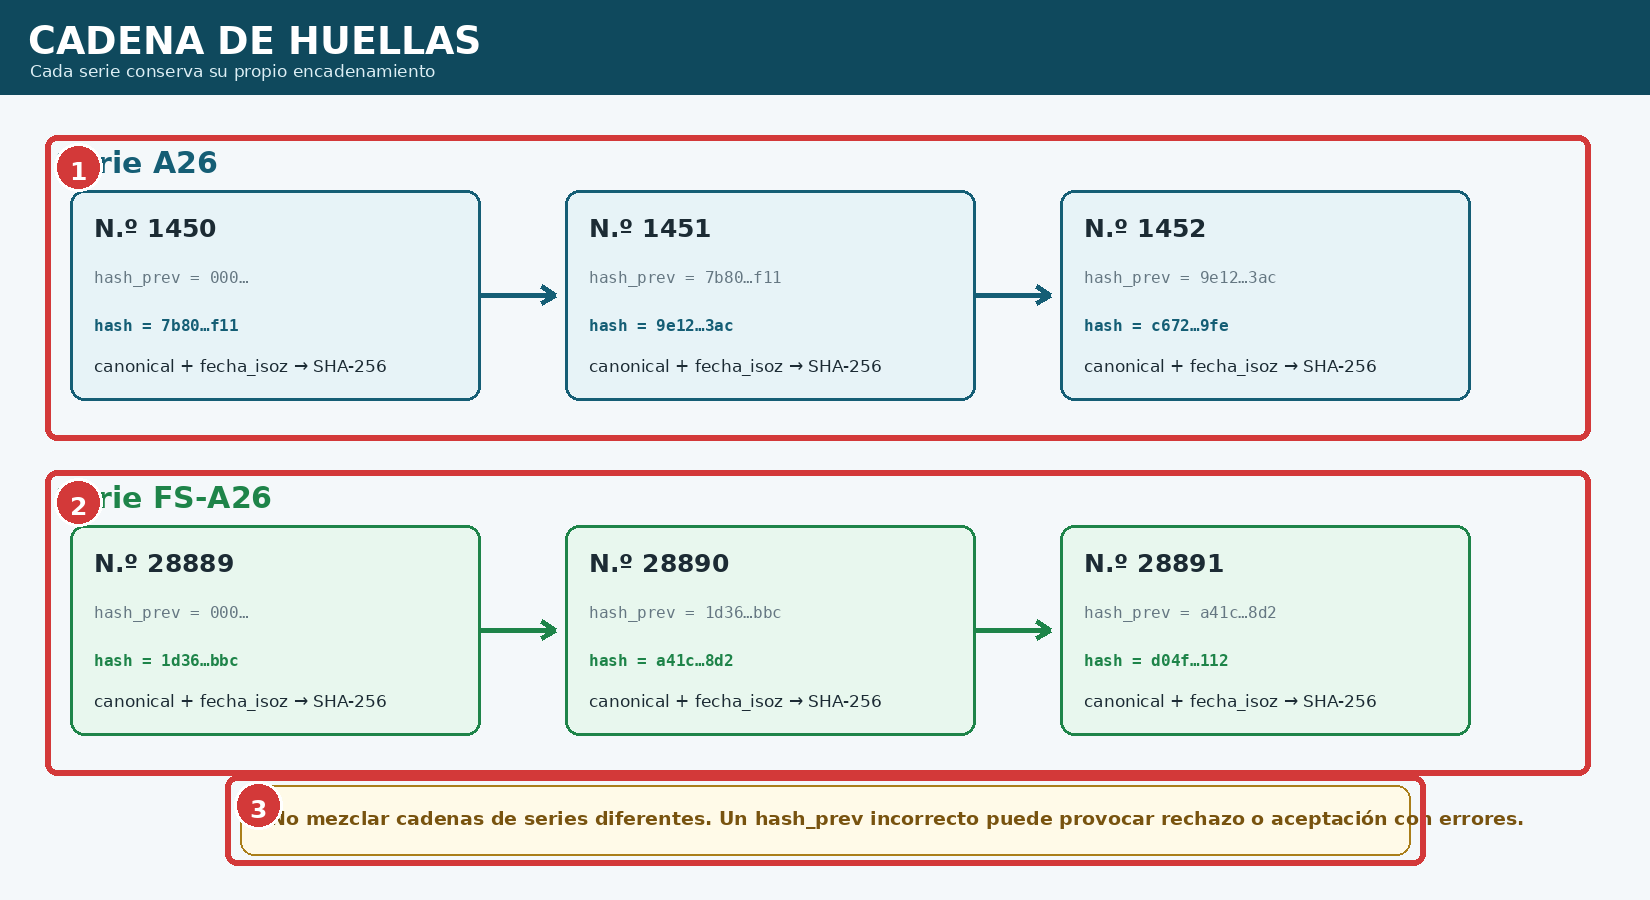 CADENA DE HUELLAS
Cada serie conserva su propio encadenamiento
1
rie A26
N.º 1450
hash_prev = 000…
hash = 7b80…f11
canonical + fecha_isoz → SHA-256
N.º 1451
hash_prev = 7b80…f11
hash = 9e12…3ac
canonical + fecha_isoz → SHA-256
N.º 1452
hash_prev = 9e12…3ac
hash = c672…9fe
canonical + fecha_isoz → SHA-256
2
rie FS-A26
N.º 28889
hash_prev = 000…
hash = 1d36…bbc
canonical + fecha_isoz → SHA-256
N.º 28890
hash_prev = 1d36…bbc
hash = a41c…8d2
canonical + fecha_isoz → SHA-256
N.º 28891
hash_prev = a41c…8d2
hash = d04f…112
canonical + fecha_isoz → SHA-256
3
No mezclar cadenas de series diferentes. Un hash_prev incorrecto puede provocar rechazo o aceptación con errores.